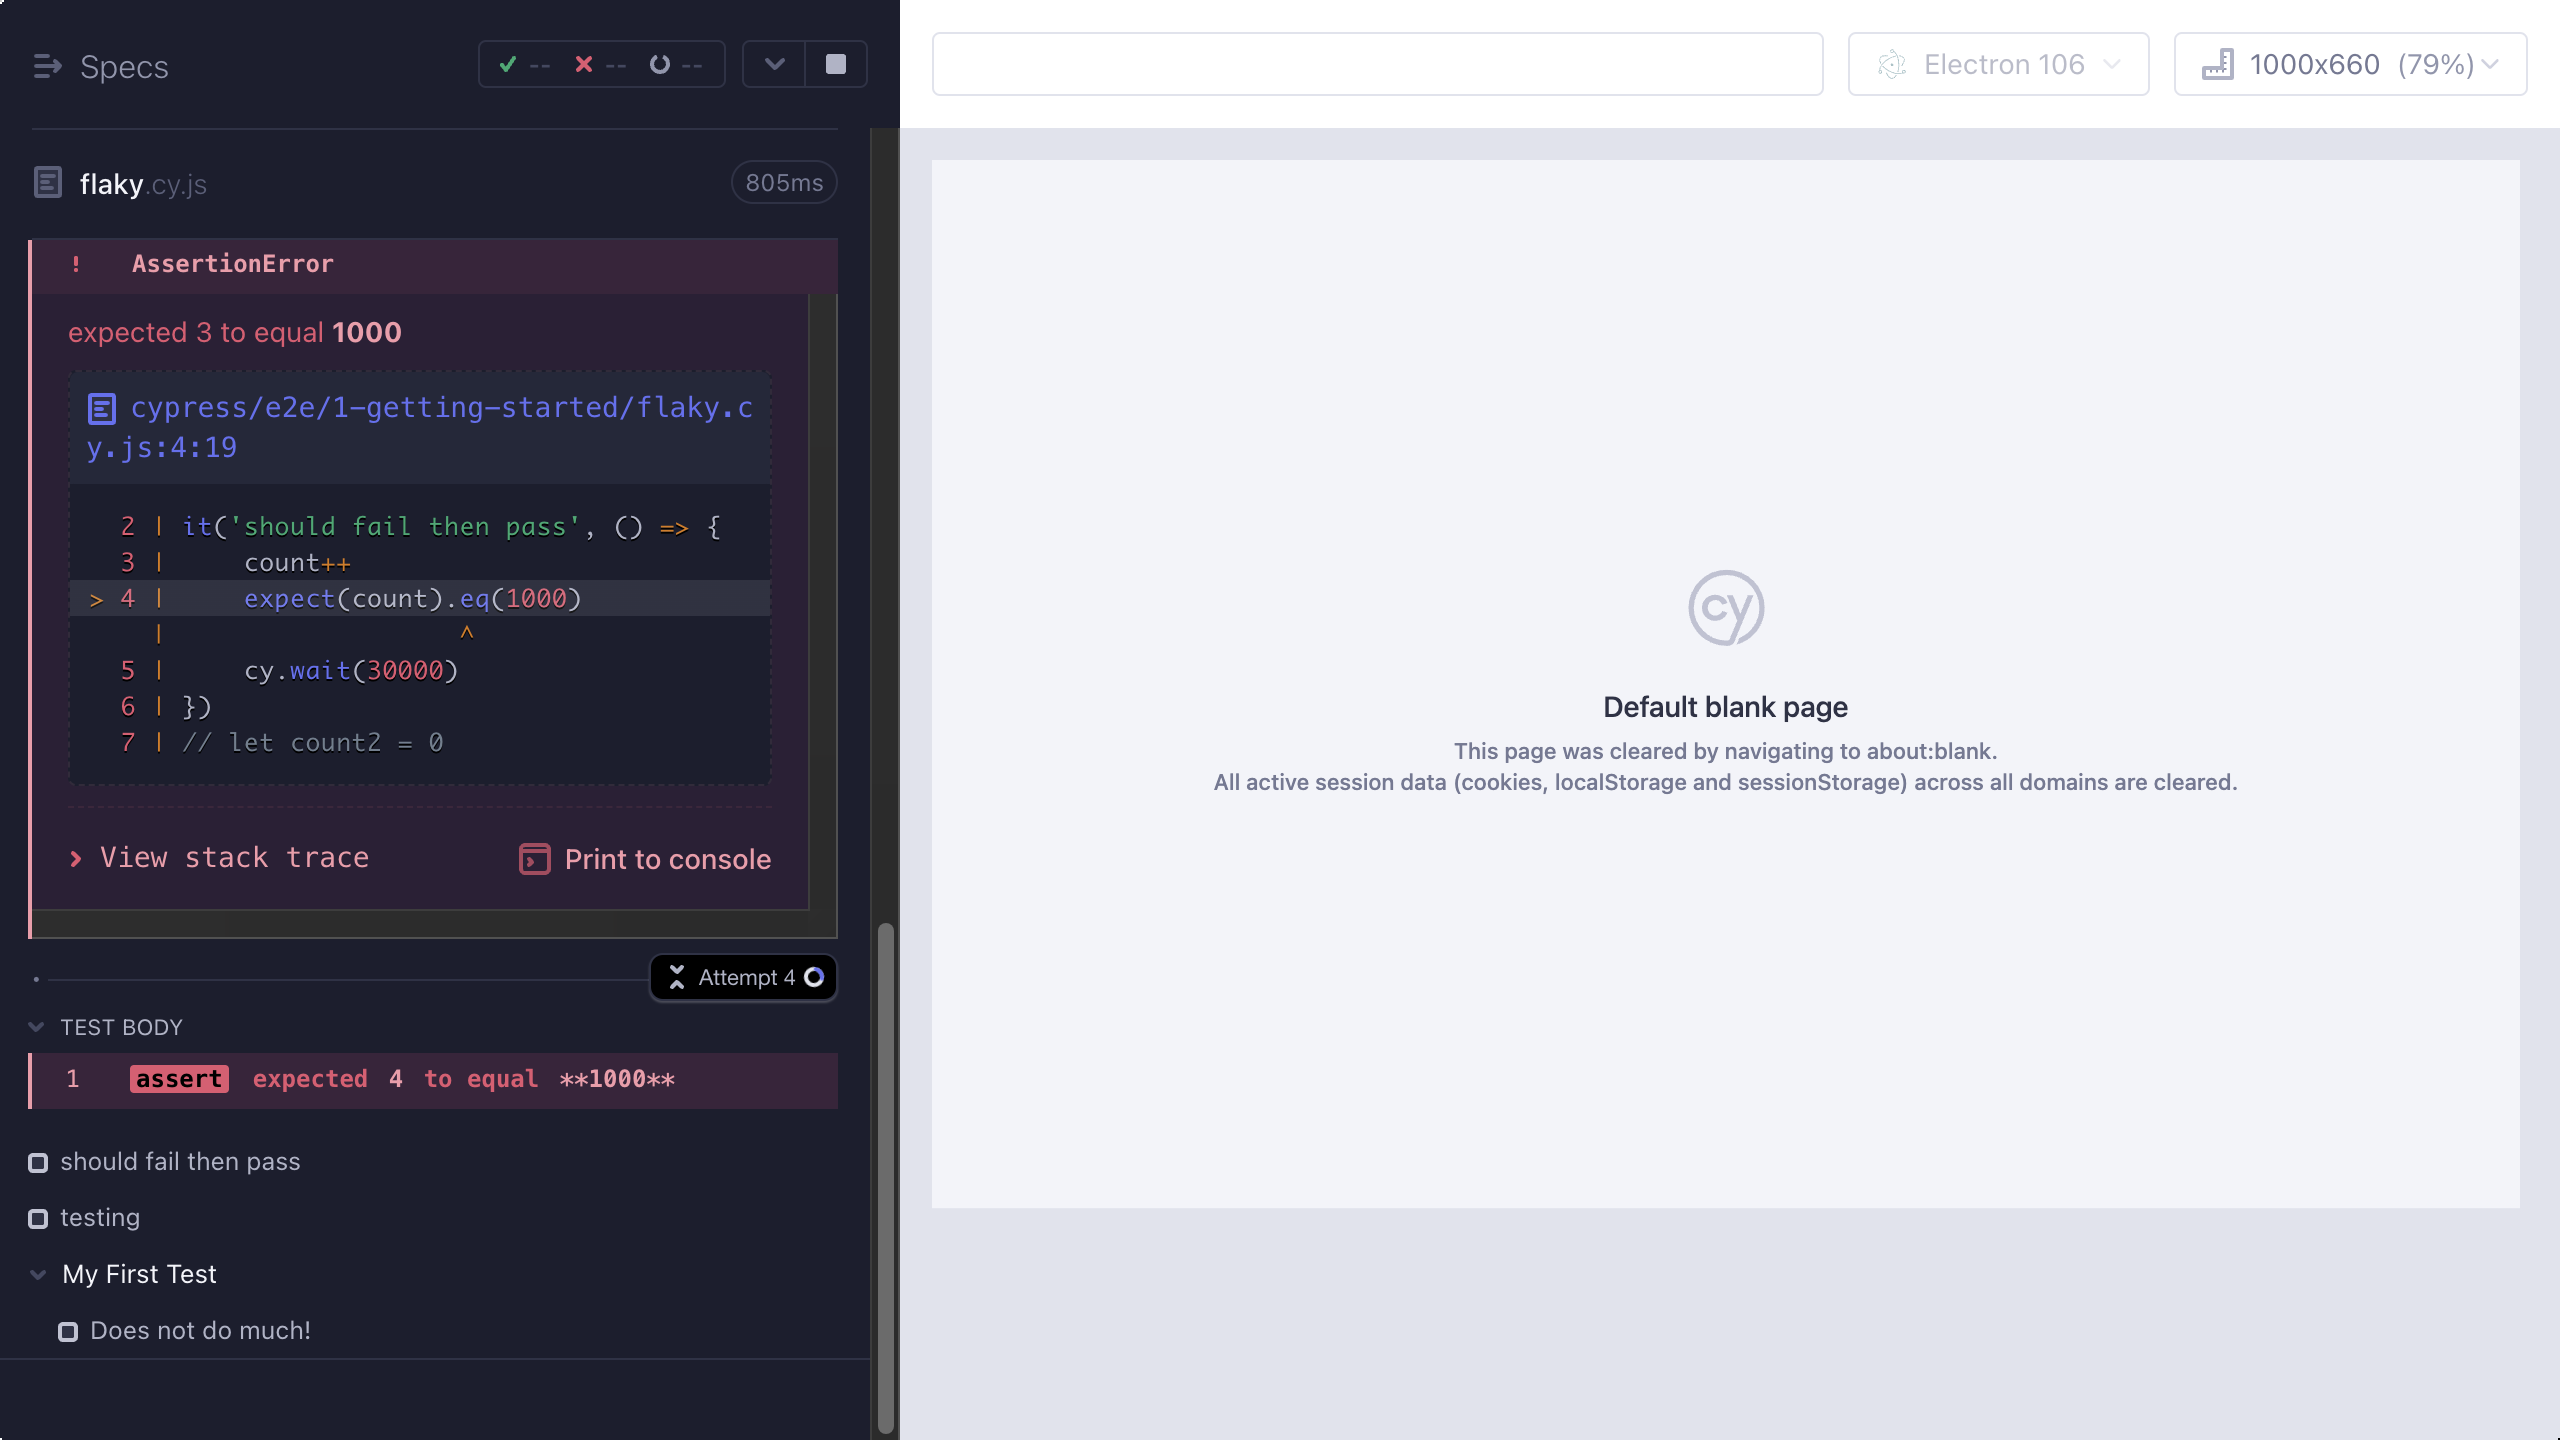 Specs
-- -- --
flaky.cy.js 805ms
! AssertionError
expected 3 to equal 1000
cypress/e2e/1-getting-started/flaky.c
y.js:4:19
2 | it('should fail then pass', () => {
3 |     count++
> 4 |     expect(count).eq(1000)
|                   ^
5 |     cy.wait(30000)
6 | })
7 | // let count2 = 0
View stack trace
Print to console
Attempt 4
TEST BODY
1 assert expected 4 to equal **1000**
should fail then pass
testing
My First Test
Does not do much!
Electron 106
1000x660 (79%)
cy
Default blank page
This page was cleared by navigating to about:blank.
All active session data (cookies, localStorage and sessionStorage) across all domains are cleared.